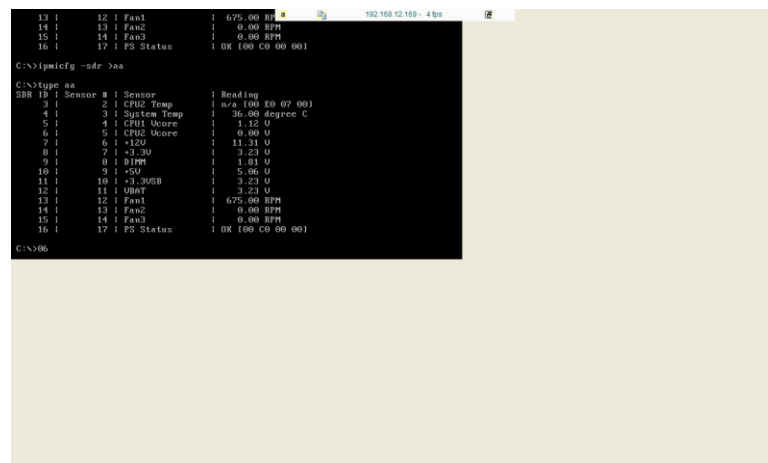 13 | 12 | Fan1 | 675.00 RP
192.168.12.169 - 4 fps
14 | 13 | Fan2 | 0.00 RPM
15 | 14 | Fan3 | 0.00 RPM
16 | 17 | PS Status | OK [00 C0 00 00]
C:\>ipmicfg -sdr >aa
C:\>type aa
SDR ID | Sensor # | Sensor | Reading
3 | 2 | CPU2 Temp | n/a [00 E0 07 00]
4 | 3 | System Temp | 36.00 degree C
5 | 4 | CPU1 Vcore | 1.12 V
6 | 5 | CPU2 Vcore | 0.00 V
7 | 6 | +12V | 11.31 V
8 | 7 | +3.3V | 3.23 V
9 | 8 | DIMM | 1.81 V
10 | 9 | +5V | 5.06 V
11 | 10 | +3.3VSB | 3.23 V
12 | 11 | VBAT | 3.23 V
13 | 12 | Fan1 | 675.00 RPM
14 | 13 | Fan2 | 0.00 RPM
15 | 14 | Fan3 | 0.00 RPM
16 | 17 | PS Status | OK [00 C0 00 00]
C:\>06